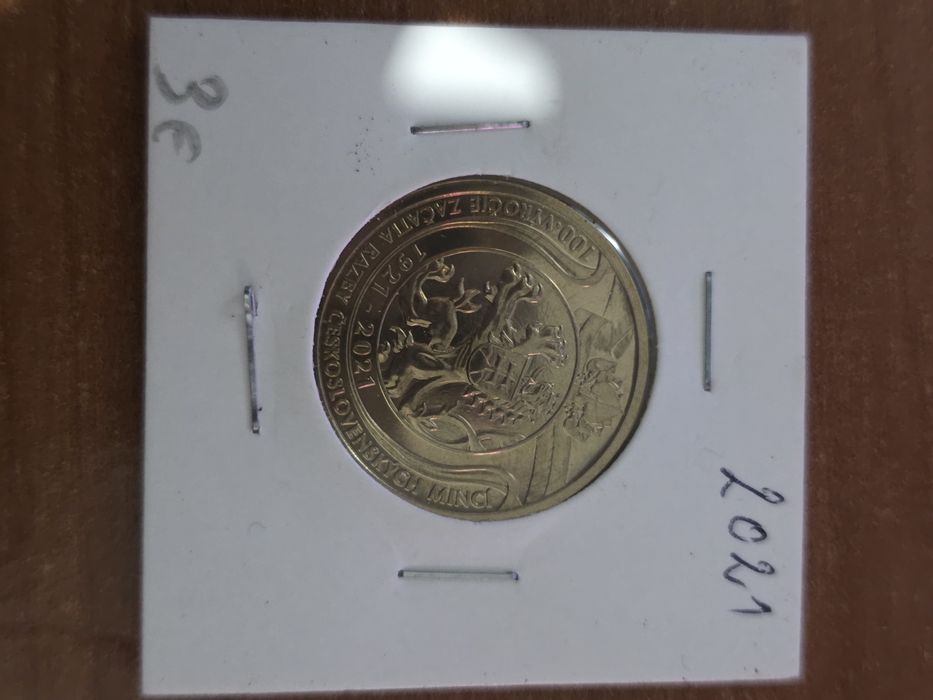 3€
100. VÝROČIE ZAČATIA RAZBY ČESKOSLOVENSKÝCH MINCÍ
1921 - 2021
2021